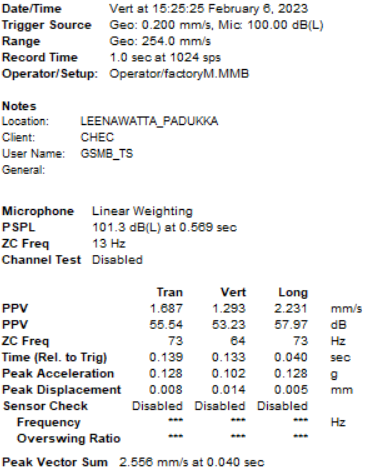 Date/Time Vert at 15:25:25 February 6, 2023
Trigger Source Geo: 0.200 mm/s, Mic: 100.00 dB(L)
Range Geo: 254.0 mm/s
Record Time 1.0 sec at 1024 sps
Operator/Setup: Operator/factoryM.MMB
Notes
Location: LEENAWATTA_PADUKKA
Client: CHEC
User Name: GSMB_TS
General:
Microphone Linear Weighting
PSPL 101.3 dB(L) at 0.569 sec
ZC Freq 13 Hz
Channel Test Disabled
Tran Vert Long
PPV 1.687 1.293 2.231 mm/s
PPV 55.54 53.23 57.97 dB
ZC Freq 73 64 73 Hz
Time (Rel. to Trig) 0.139 0.133 0.040 sec
Peak Acceleration 0.128 0.102 0.128 g
Peak Displacement 0.008 0.014 0.005 mm
Sensor Check Disabled Disabled Disabled
Frequency *** *** *** Hz
Overswing Ratio *** *** ***
Peak Vector Sum 2.556 mm/s at 0.040 sec